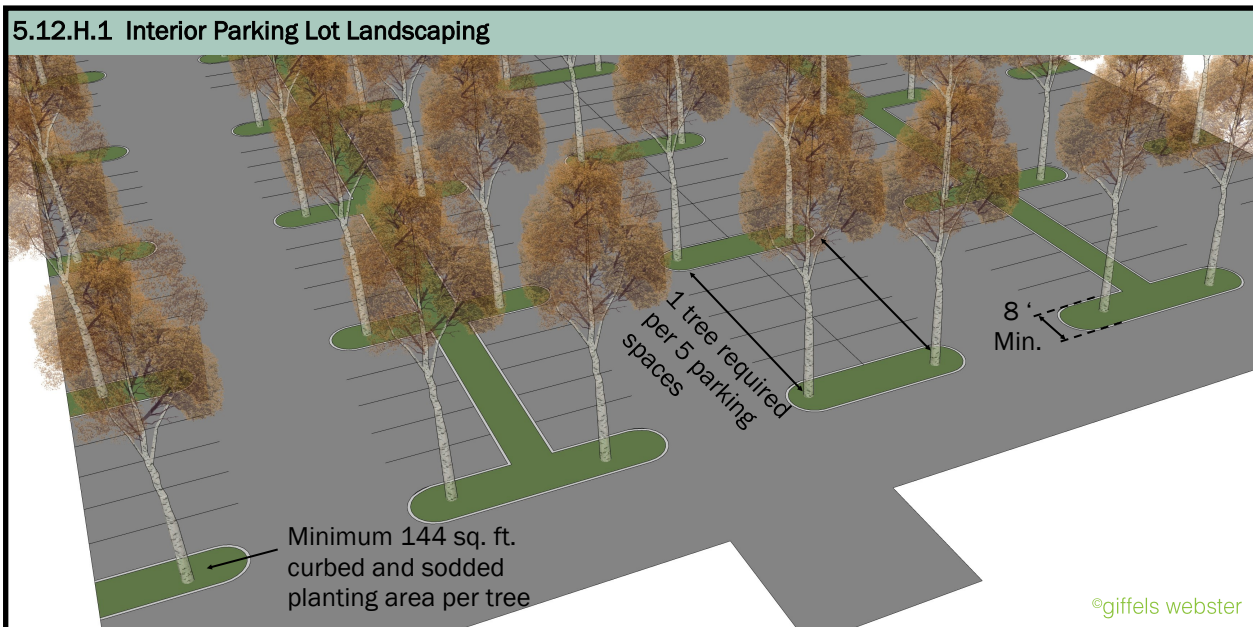 5.12.H.1 Interior Parking Lot Landscaping
1 tree required
per 5 parking
spaces
8 '
Min.
Minimum 144 sq. ft.
curbed and sodded
planting area per tree
©giffels webster